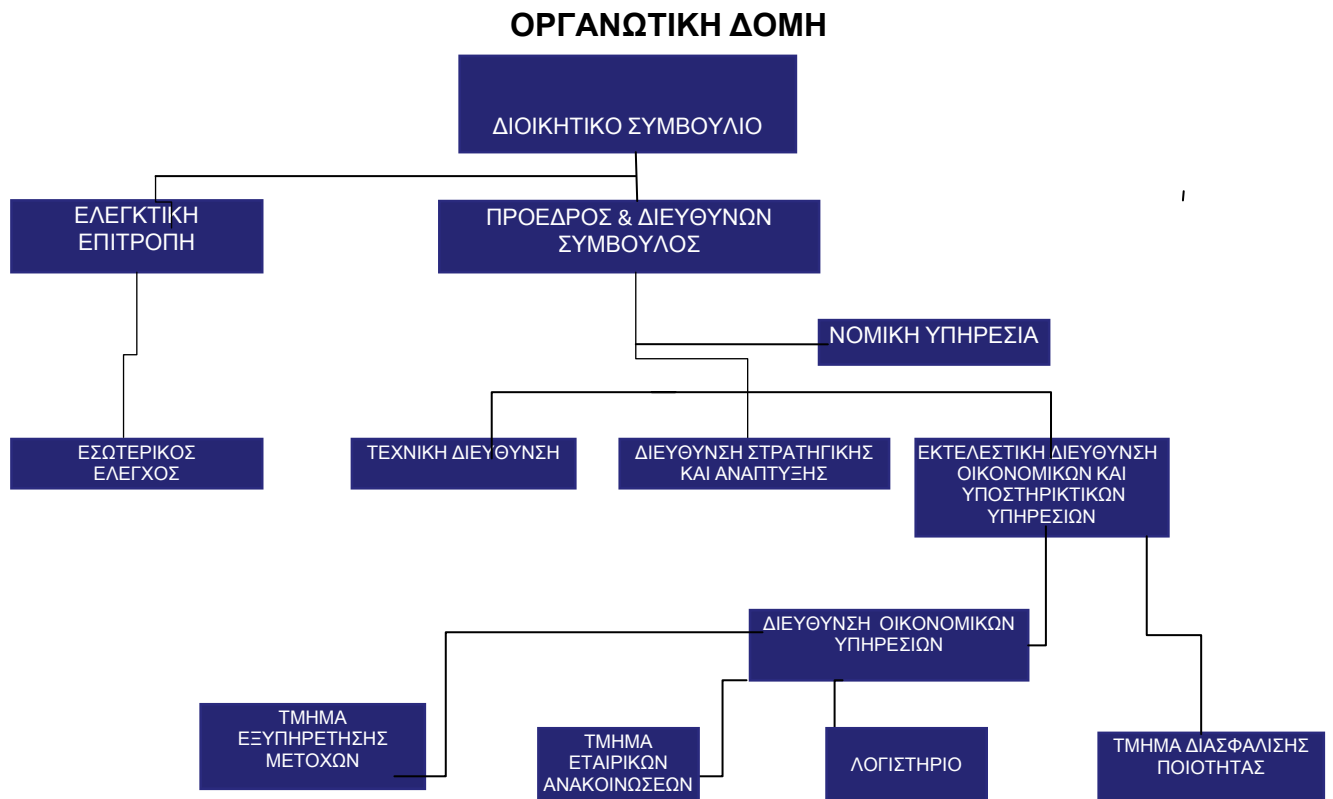 ΟΡΓΑΝΩΤΙΚΗ ΔΟΜΗ
ΔΙΟΙΚΗΤΙΚΟ ΣΥΜΒΟΥΛΙΟ
ΕΛΕΓΚΤΙΚΗ
ΕΠΙΤΡΟΠΗ
ΠΡΟΕΔΡΟΣ & ΔΙΕΥΘΥΝΩΝ
ΣΥΜΒΟΥΛΟΣ
ΝΟΜΙΚΗ ΥΠΗΡΕΣΙΑ
ΕΣΩΤΕΡΙΚΟΣ
ΕΛΕΓΧΟΣ
ΤΕΧΝΙΚΗ ΔΙΕΥΘΥΝΣΗ
ΔΙΕΥΘΥΝΣΗ ΣΤΡΑΤΗΓΙΚΗΣ
ΚΑΙ ΑΝΑΠΤΥΞΗΣ
ΕΚΤΕΛΕΣΤΙΚΗ ΔΙΕΥΘΥΝΣΗ
ΟΙΚΟΝΟΜΙΚΩΝ ΚΑΙ
ΥΠΟΣΤΗΡΙΚΤΙΚΩΝ
ΥΠΗΡΕΣΙΩΝ
ΔΙΕΥΘΥΝΣΗ ΟΙΚΟΝΟΜΙΚΩΝ
ΥΠΗΡΕΣΙΩΝ
ΤΜΗΜΑ
ΕΞΥΠΗΡΕΤΗΣΗΣ
ΜΕΤΟΧΩΝ
ΤΜΗΜΑ
ΕΤΑΙΡΙΚΩΝ
ΑΝΑΚΟΙΝΩΣΕΩΝ
ΛΟΓΙΣΤΗΡΙΟ
ΤΜΗΜΑ ΔΙΑΣΦΑΛΙΣΗΣ
ΠΟΙΟΤΗΤΑΣ